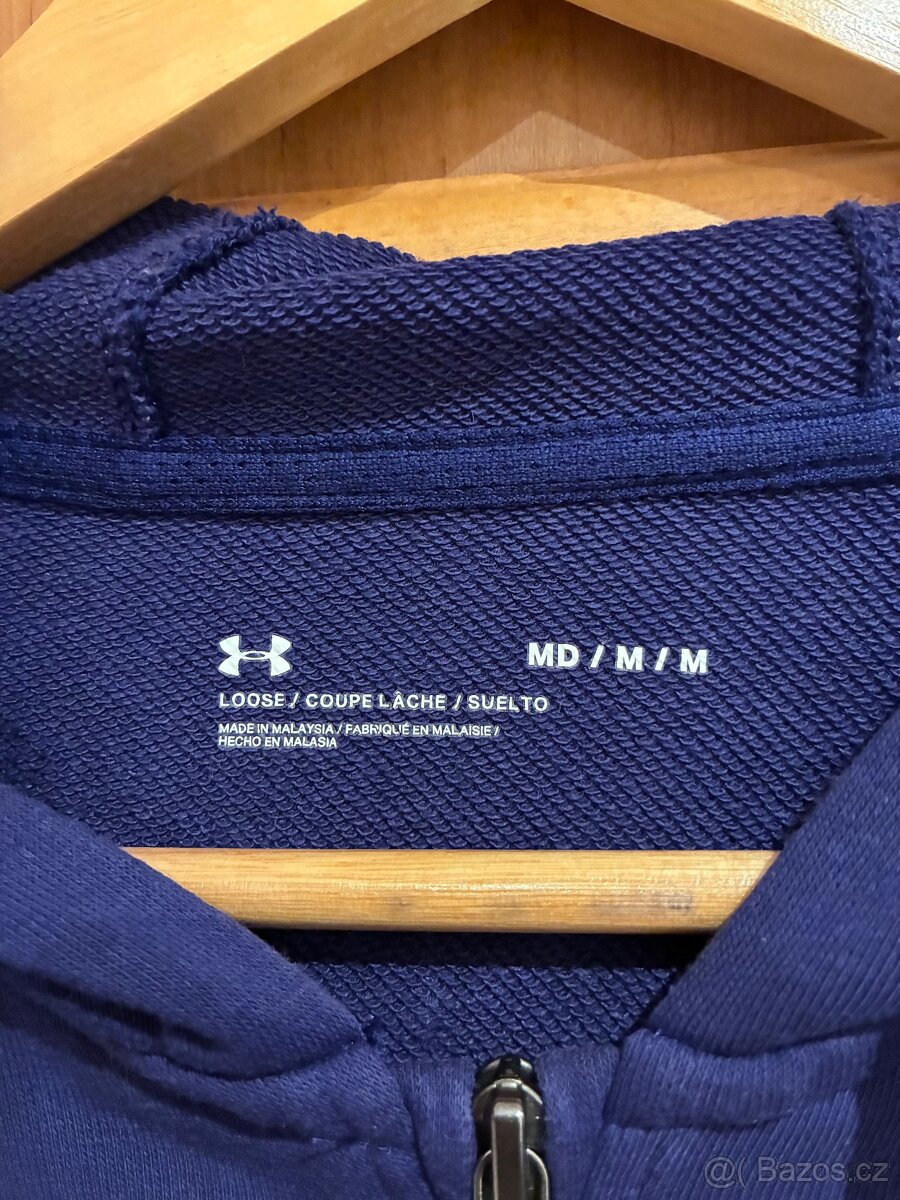 MD / M / M
LOOSE / COUPE LÂCHE / SUELTO
MADE IN MALAYSIA / FABRIQUÉ EN MALAISIE /
HECHO EN MALASIA
@( Bazos.cz